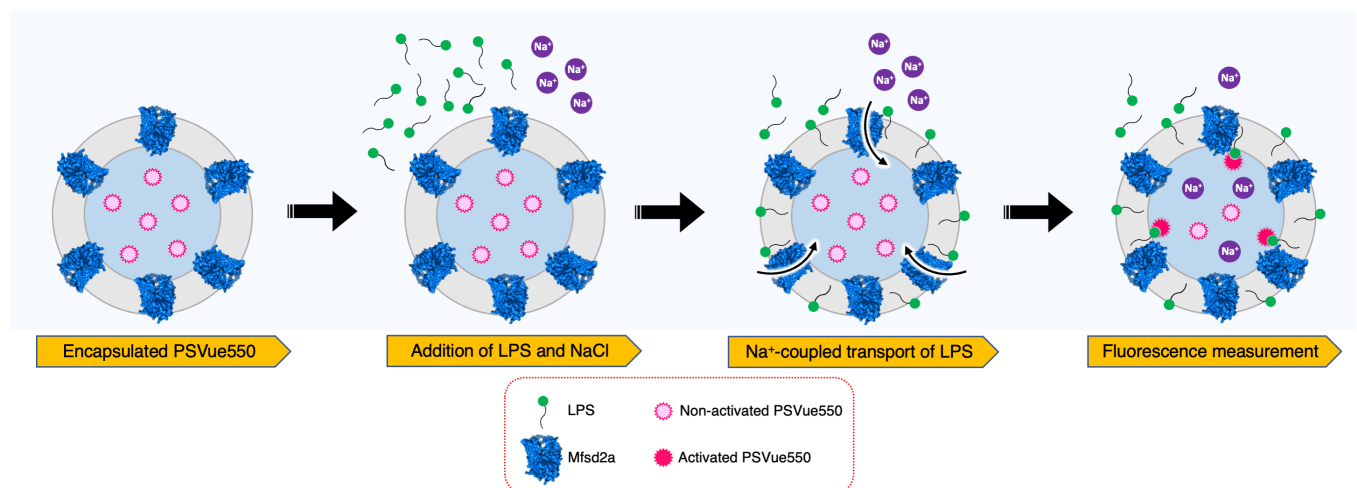 Na⁺
Na⁺
Na⁺
Na⁺
Na⁺
Na⁺
Na⁺
Na⁺
Na⁺
Na⁺
Na⁺
Na⁺
Encapsulated PSVue550
Addition of LPS and NaCl
Na⁺-coupled transport of LPS
Fluorescence measurement
LPS
Non-activated PSVue550
Mfsd2a
Activated PSVue550